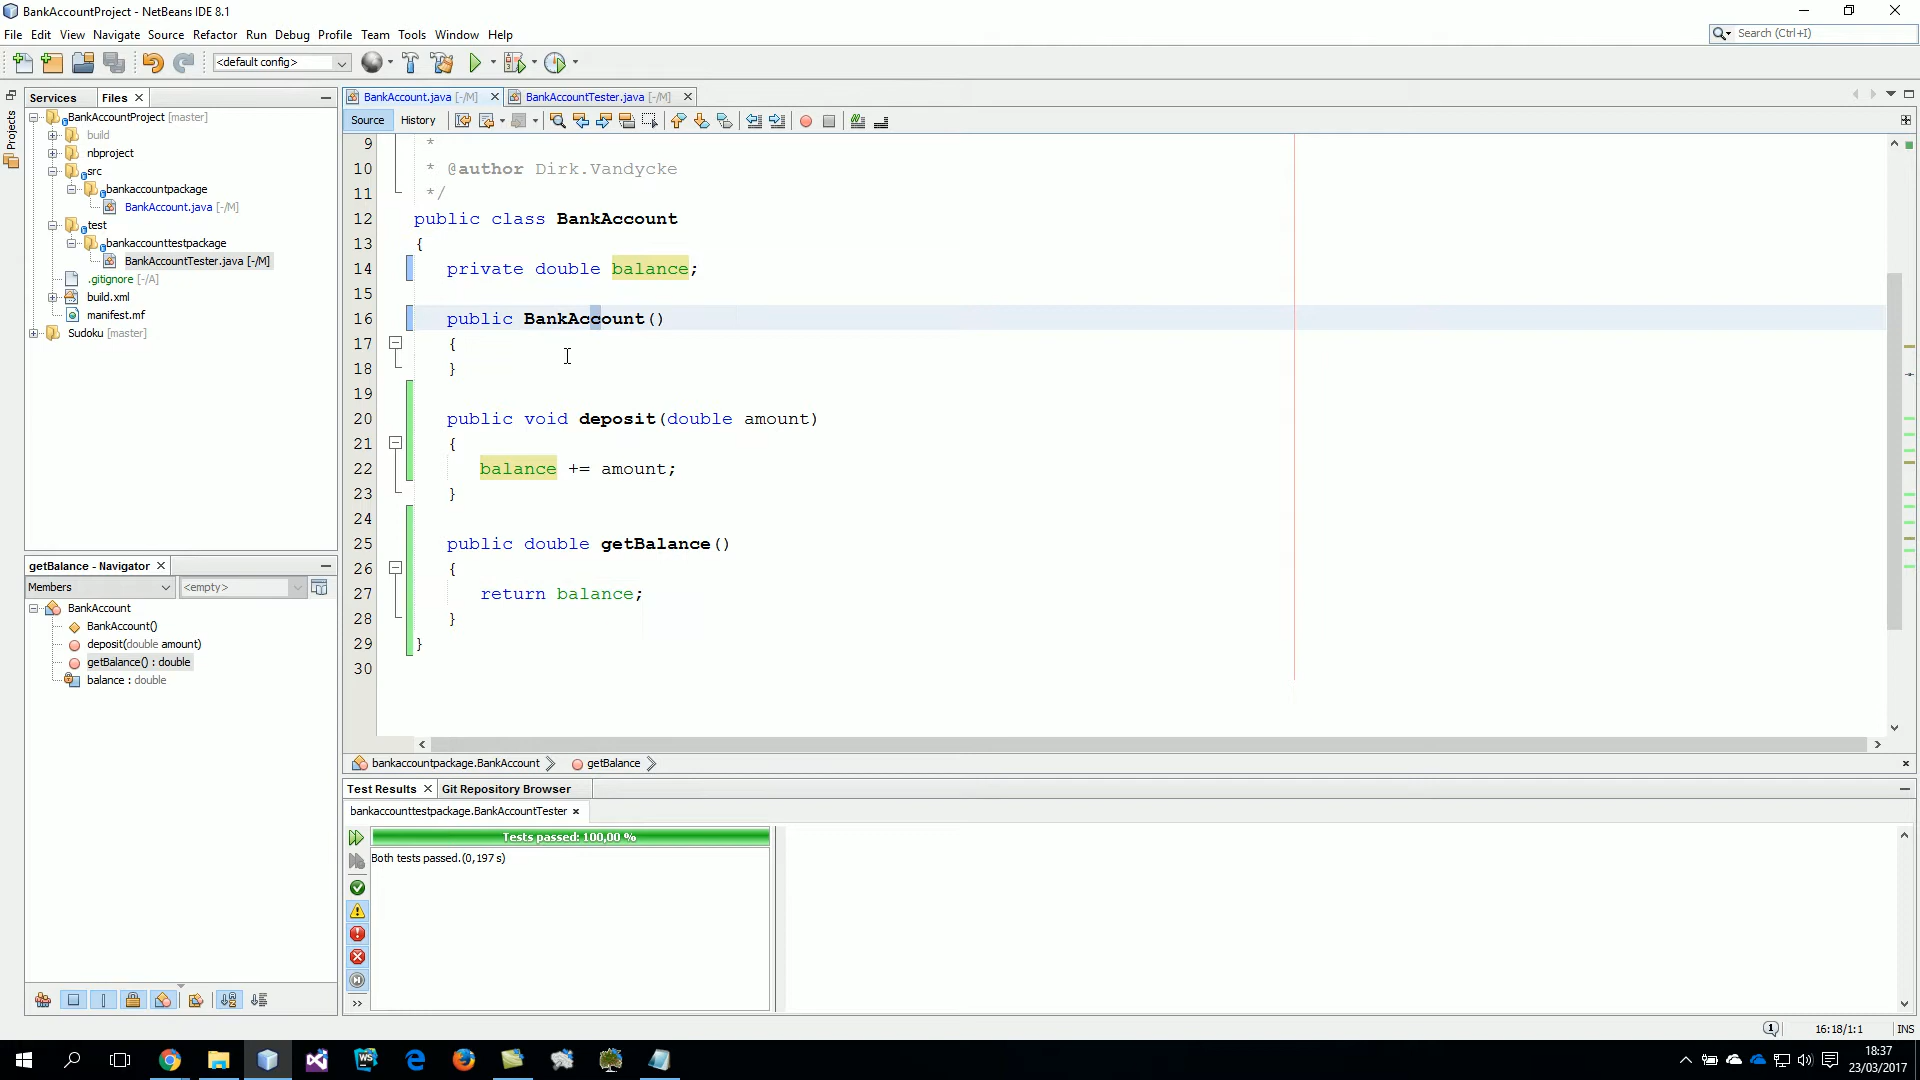 BankAccountProject - NetBeans IDE 8.1
File Edit View Navigate Source Refactor Run Debug Profile Team Tools Window Help
Search (Ctrl+I)
<default config>
Projects
Services Files
BankAccountProject [master]
build
nbproject
src
bankaccountpackage
BankAccount.java [-/M]
test
bankaccounttestpackage
BankAccountTester.java [-/M]
.gitignore [-/A]
build.xml
manifest.mf
Sudoku [master]
getBalance - Navigator
Members <empty>
BankAccount
BankAccount()
deposit(double amount)
getBalance() : double
balance : double
BankAccount.java [-/M] BankAccountTester.java [-/M]
Source History
9 *
10 * @author Dirk.Vandycke
11 */
12 public class BankAccount
13 {
14 private double balance;
15
16 public BankAccount()
17 {
18 }
19
20 public void deposit(double amount)
21 {
22 balance += amount;
23 }
24
25 public double getBalance()
26 {
27 return balance;
28 }
29 }
30
bankaccountpackage.BankAccount getBalance
Test Results Git Repository Browser
bankaccounttestpackage.BankAccountTester
Tests passed: 100,00 %
Both tests passed.(0,197 s)
16:18/1:1 INS
18:37
23/03/2017